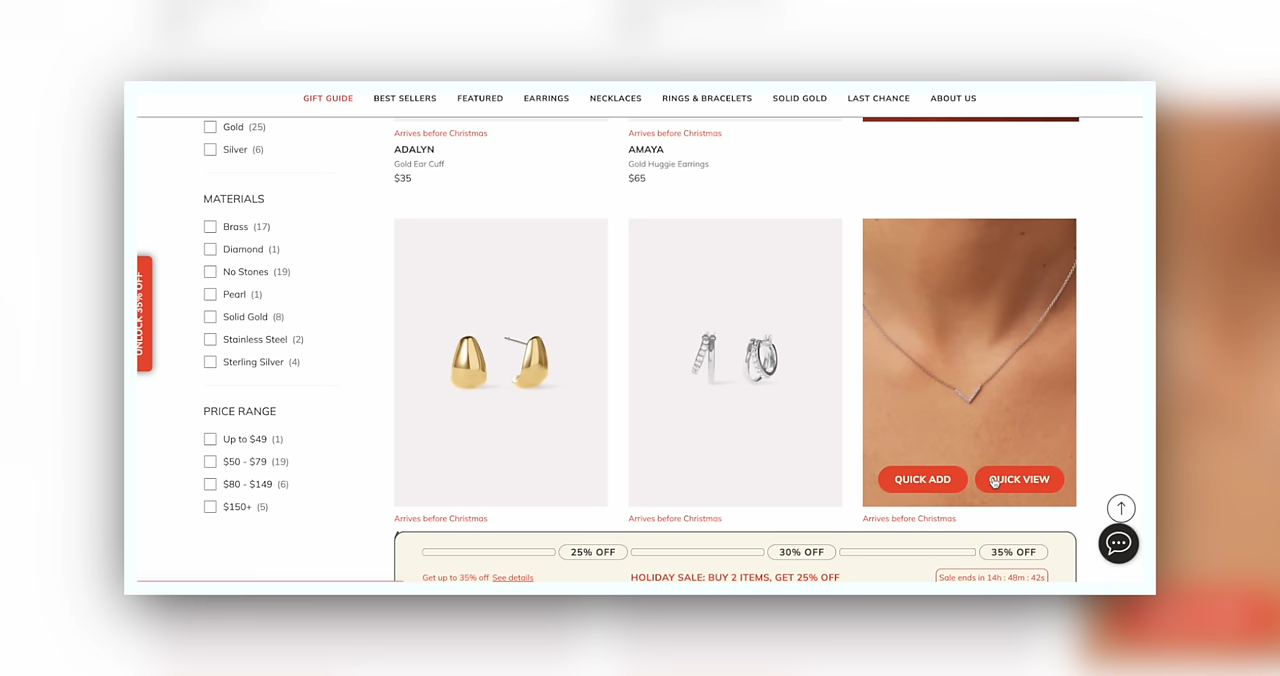 GIFT GUIDE BEST SELLERS FEATURED EARRINGS NECKLACES RINGS & BRACELETS SOLID GOLD LAST CHANCE ABOUT US
Gold (25)
Silver (6)
MATERIALS
Brass (17)
Diamond (1)
No Stones (19)
Pearl (1)
Solid Gold (8)
Stainless Steel (2)
Sterling Silver (4)
PRICE RANGE
Up to $49 (1)
$50 - $79 (19)
$80 - $149 (6)
$150+ (5)
UNLOCK 35% OFF
Arrives before Christmas
ADALYN
Gold Ear Cuff
$35
Arrives before Christmas
AMAYA
Gold Huggie Earrings
$65
QUICK ADD
QUICK VIEW
Arrives before Christmas
Arrives before Christmas
Arrives before Christmas
25% OFF
30% OFF
35% OFF
Get up to 35% off See details
HOLIDAY SALE: BUY 2 ITEMS, GET 25% OFF
Sale ends in 14h : 48m : 42s